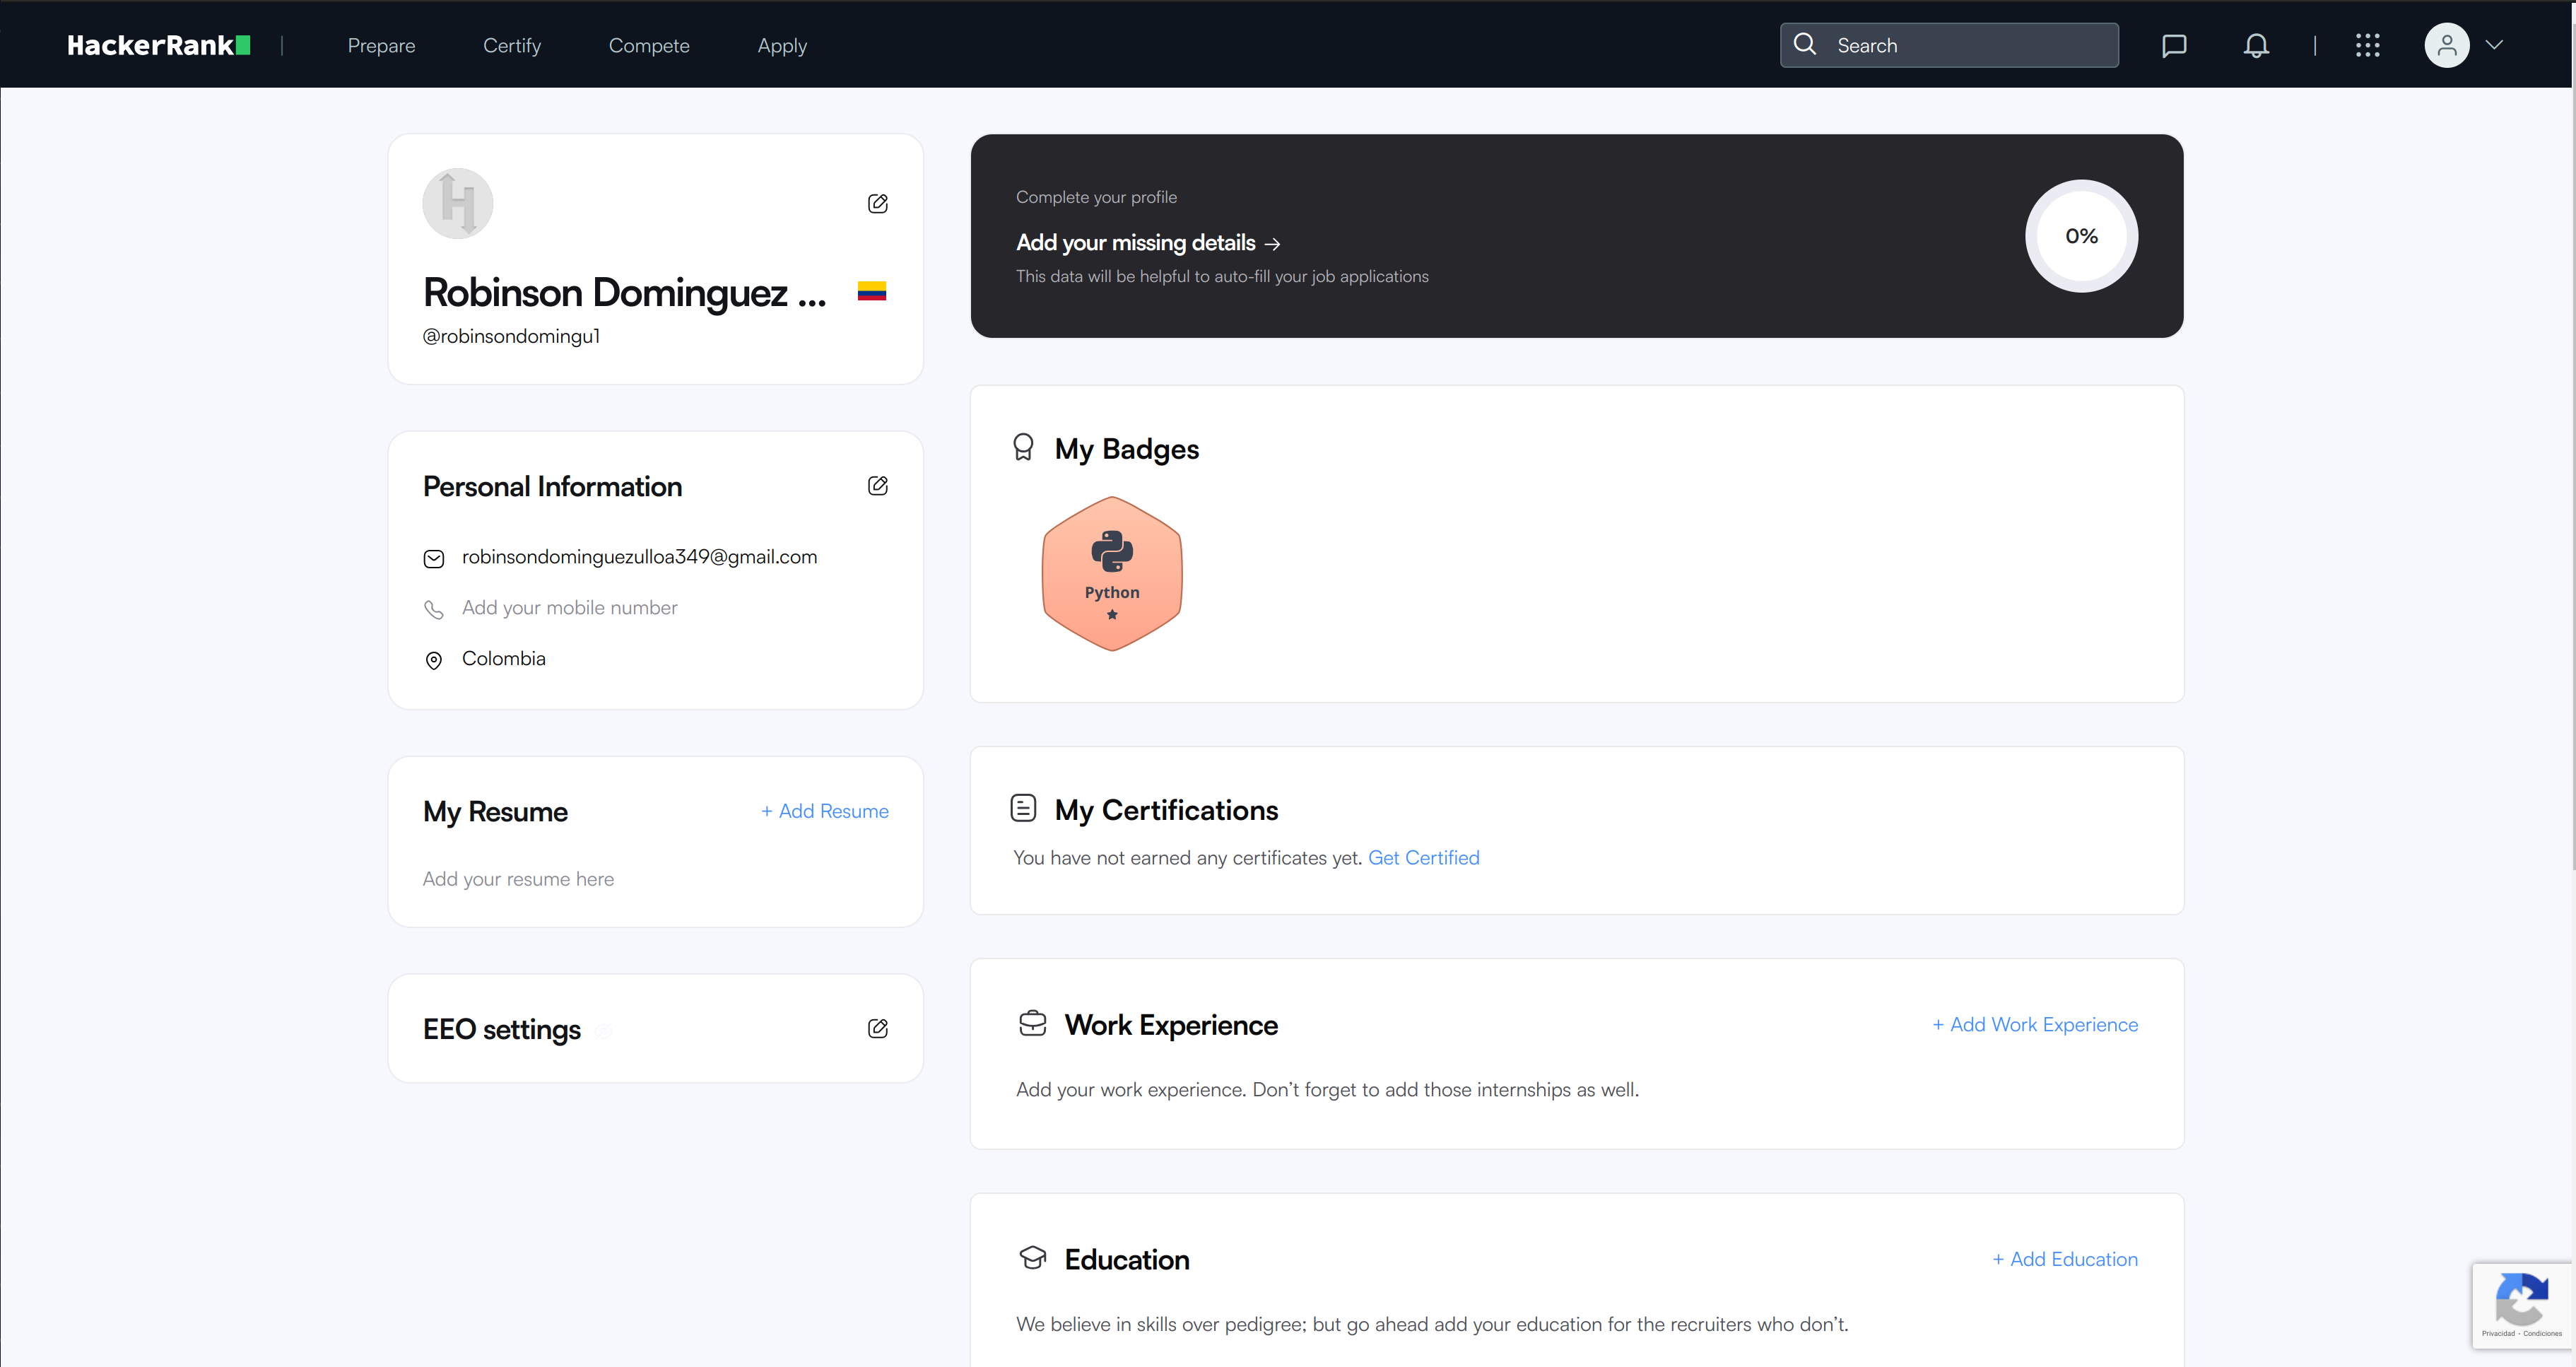 HackerRank
Prepare
Certify
Compete
Apply
Search
Robinson Dominguez ...
@robinsondomingu1
Personal Information
robinsondominguezulloa349@gmail.com
Add your mobile number
Colombia
My Resume
+ Add Resume
Add your resume here
EEO settings
Complete your profile
Add your missing details →
This data will be helpful to auto-fill your job applications
0%
My Badges
Python
My Certifications
You have not earned any certificates yet. Get Certified
Work Experience
+ Add Work Experience
Add your work experience. Don’t forget to add those internships as well.
Education
+ Add Education
We believe in skills over pedigree; but go ahead add your education for the recruiters who don’t.
Privacidad - Condiciones